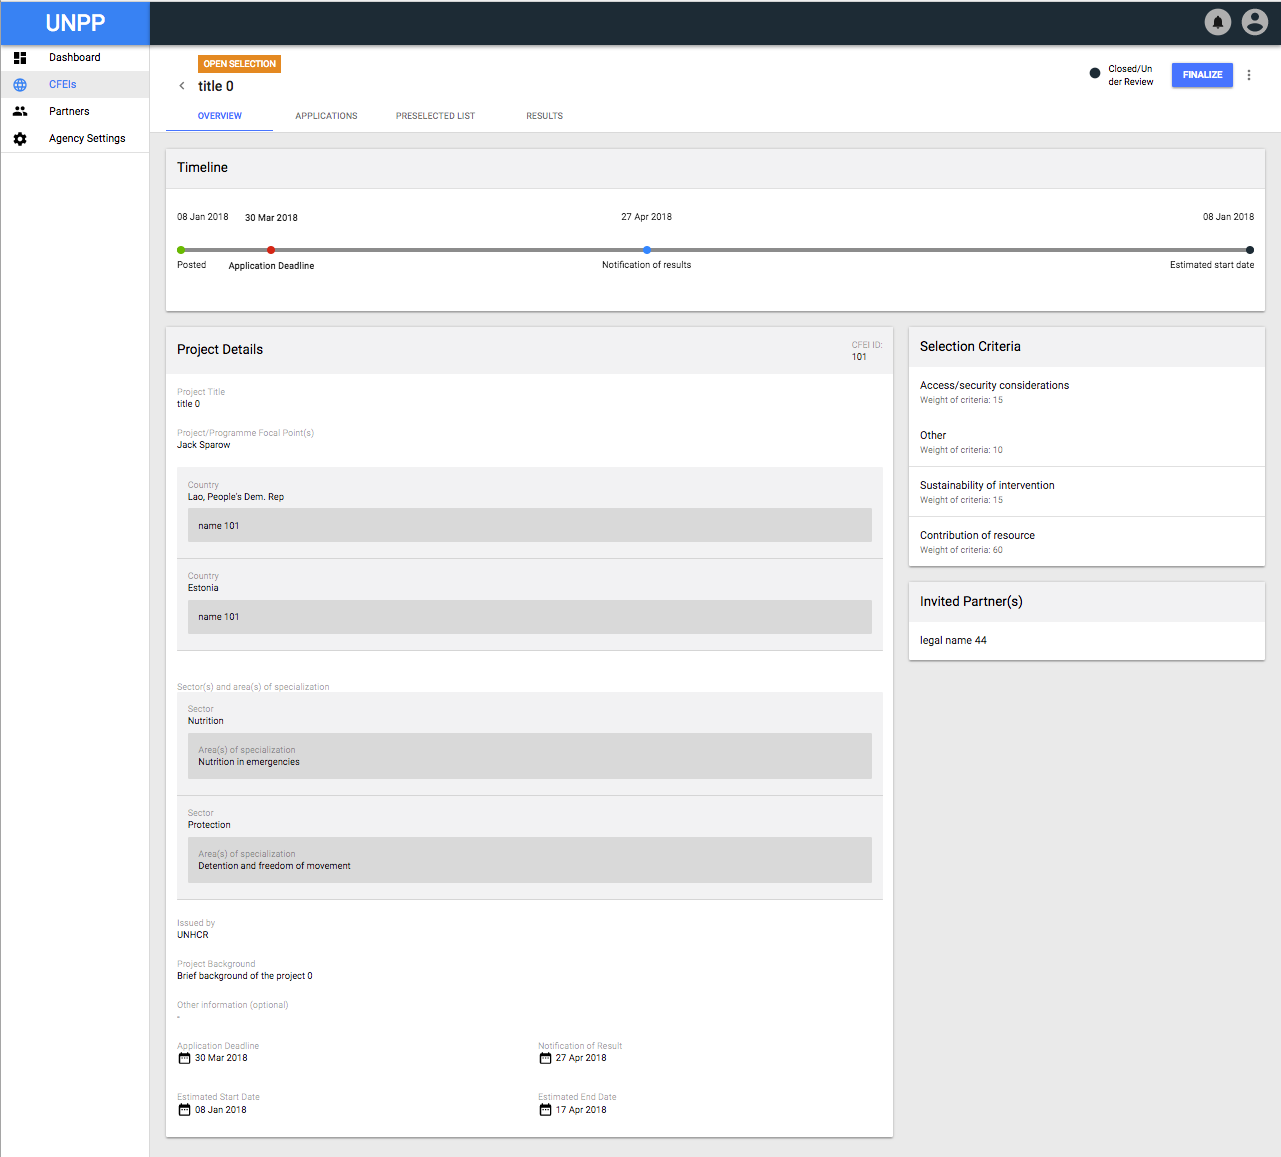 UNPP
Dashboard
CFEIs
Partners
Agency Settings
OPEN SELECTION
title 0
Closed/Un
der Review
FINALIZE
OVERVIEW
APPLICATIONS
PRESELECTED LIST
RESULTS
Timeline
08 Jan 2018
30 Mar 2018
27 Apr 2018
08 Jan 2018
Posted
Application Deadline
Notification of results
Estimated start date
Project Details
CFEI ID:
101
Project Title
title 0
Project/Programme Focal Point(s)
Jack Sparow
Country
Lao, People's Dem. Rep
name 101
Country
Estonia
name 101
Sector(s) and area(s) of specialization
Sector
Nutrition
Area(s) of specialization
Nutrition in emergencies
Sector
Protection
Area(s) of specialization
Detention and freedom of movement
Issued by
UNHCR
Project Background
Brief background of the project 0
Other information (optional)
-
Application Deadline
30 Mar 2018
Notification of Result
27 Apr 2018
Estimated Start Date
08 Jan 2018
Estimated End Date
17 Apr 2018
Selection Criteria
Access/security considerations
Weight of criteria: 15
Other
Weight of criteria: 10
Sustainability of intervention
Weight of criteria: 15
Contribution of resource
Weight of criteria: 60
Invited Partner(s)
legal name 44